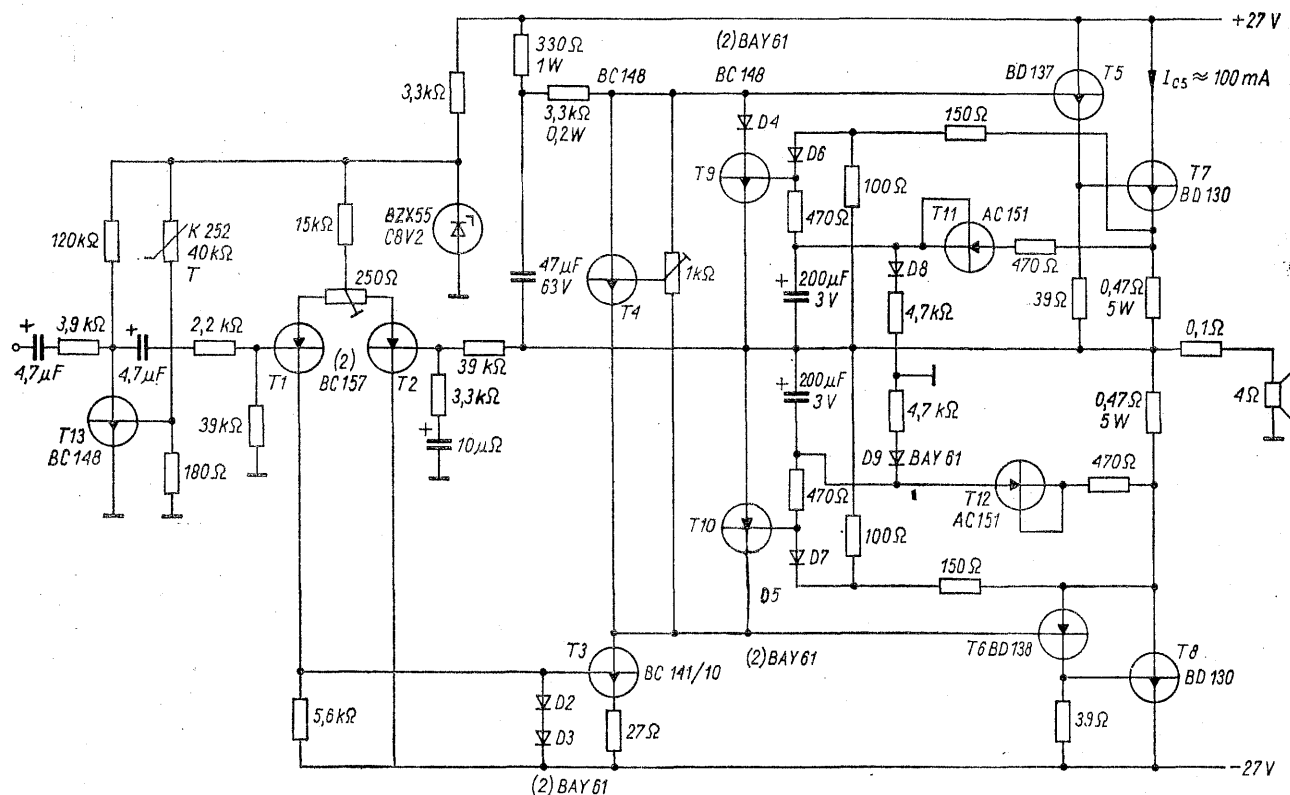 +27 V
(2) BAY 61
330 Ω
1W
BC 148
BC 148
BD 137
T5
I C5 ≈ 100 mA
3,3 kΩ
3,3 kΩ
0,2 W
D4
150 Ω
D6
T9
T7
BD 130
100 Ω
T11
AC 151
120 kΩ
K 252
40 kΩ
T
15 kΩ
BZX55
C8V2
470 Ω
470 Ω
250 Ω
47 µF
63 V
1 kΩ
D8
39 Ω
0,47 Ω
5 W
T4
200 µF
3 V
4,7 kΩ
0,1 Ω
+
3,9 kΩ
+
2,2 kΩ
4,7 µF
4,7 µF
T1
(2)
BC 157
T2
39 kΩ
+
+
200 µF
3 V
4 Ω
3,3 kΩ
4,7 kΩ
0,47 Ω
5 W
T13
BC 148
39 kΩ
180 Ω
+
10 µΩ
D9
BAY 61
470 Ω
470 Ω
T12
AC 151
T10
100 Ω
D7
150 Ω
D5
T3
BC 141/10
(2) BAY 61
T6 BD 138
T8
BD 130
5,6 kΩ
D2
D3
27 Ω
39 Ω
(2) BAY 61
-27 V